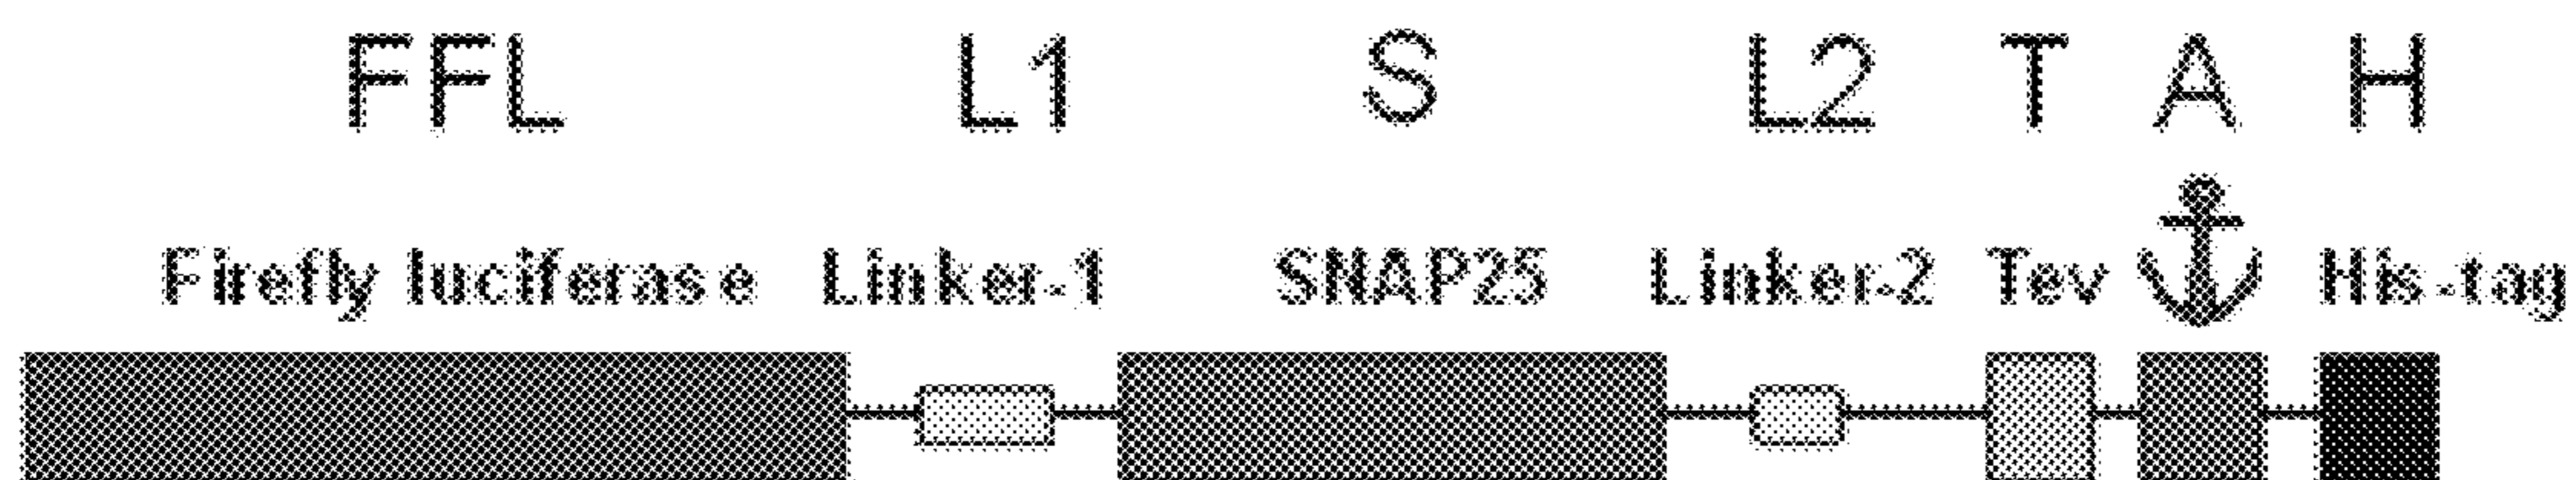 FFL L1 S L2 T A H
Firefly luciferase Linker-1 SNAP25 Linker-2 Tev His-tag